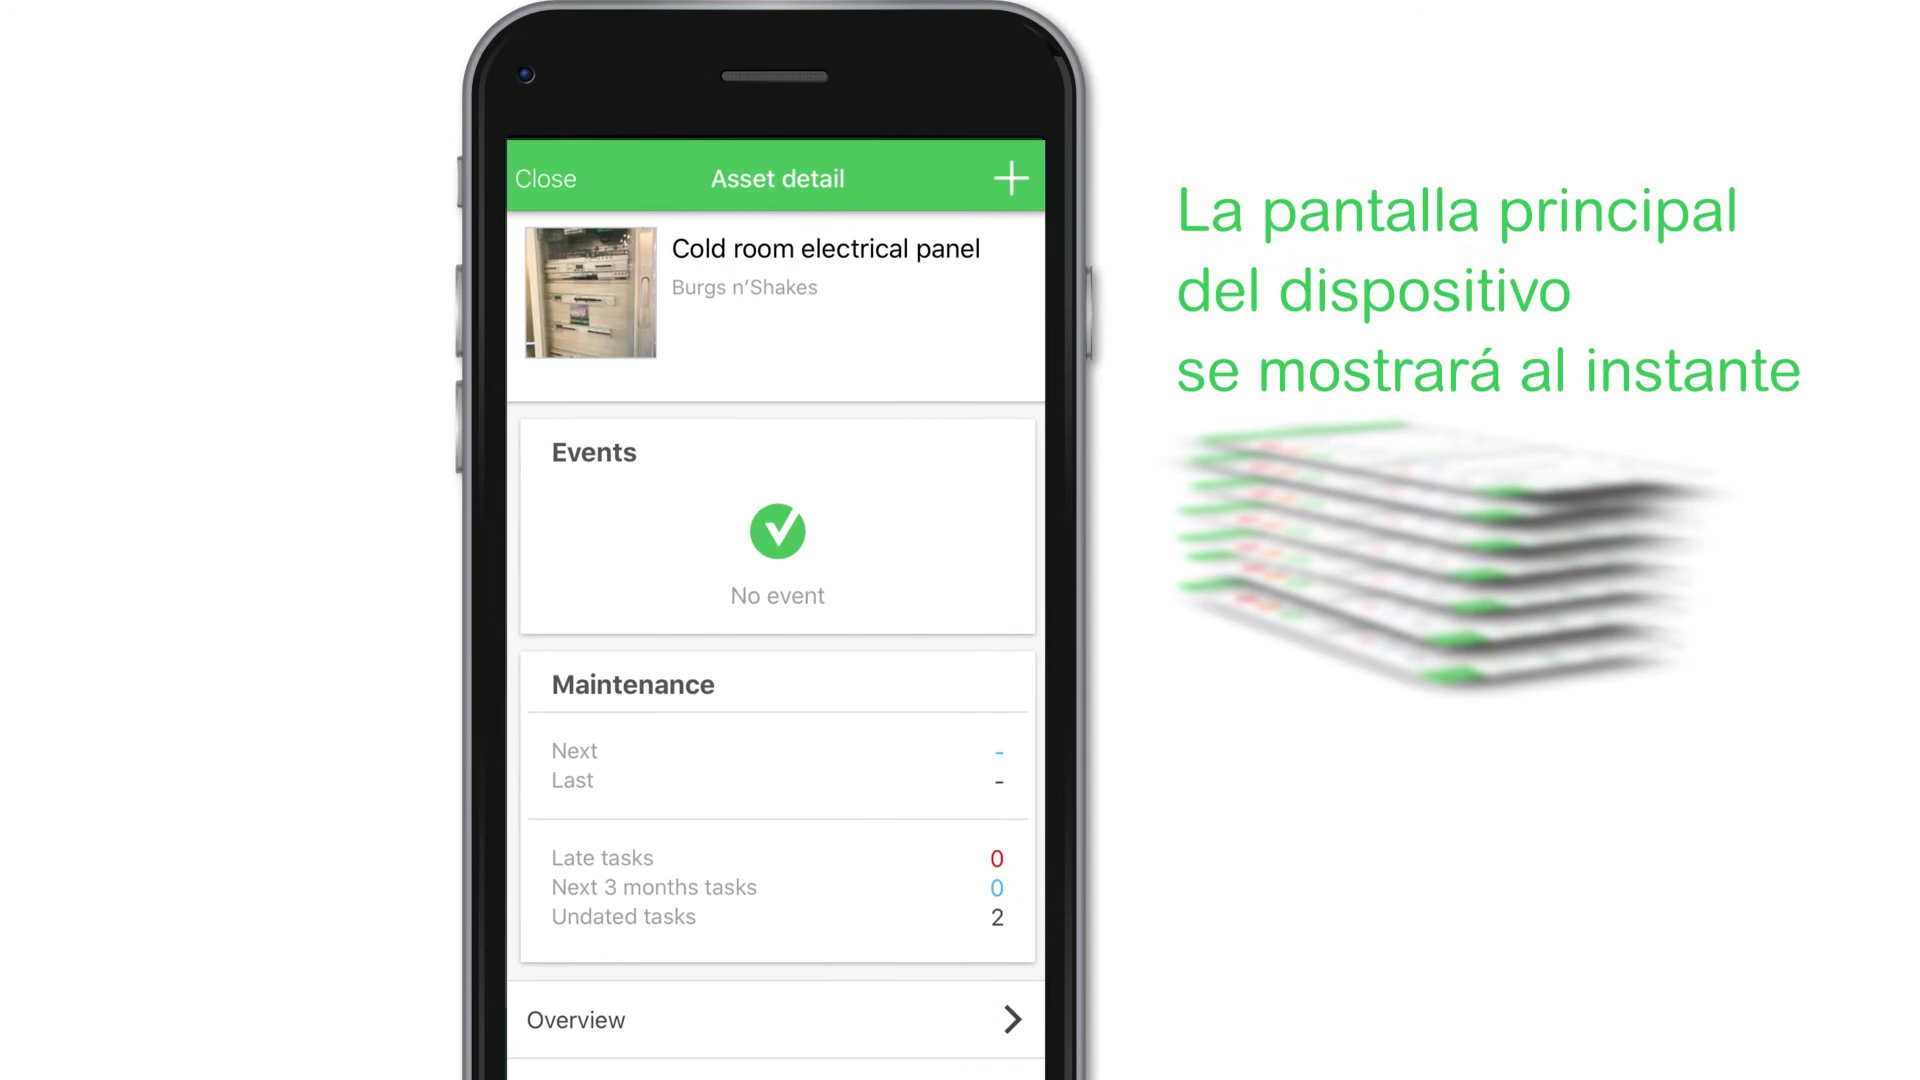 Close
Asset detail
Cold room electrical panel
Burgs n'Shakes
Events
No event
Maintenance
Next -
Last -
Late tasks 0
Next 3 months tasks 0
Undated tasks 2
Overview
La pantalla principal
del dispositivo
se mostrará al instante